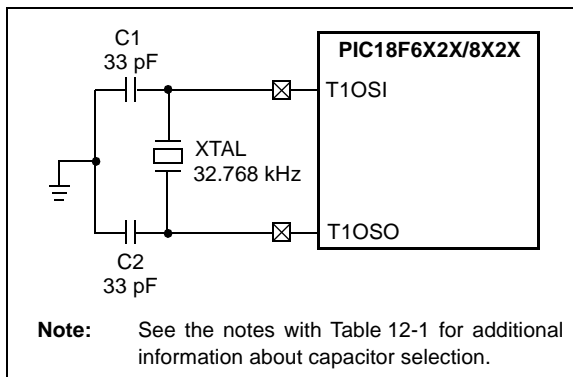 C1
33 pF
PIC18F6X2X/8X2X
T1OSI
XTAL
32.768 kHz
T1OSO
C2
33 pF
Note: See the notes with Table 12-1 for additional
information about capacitor selection.